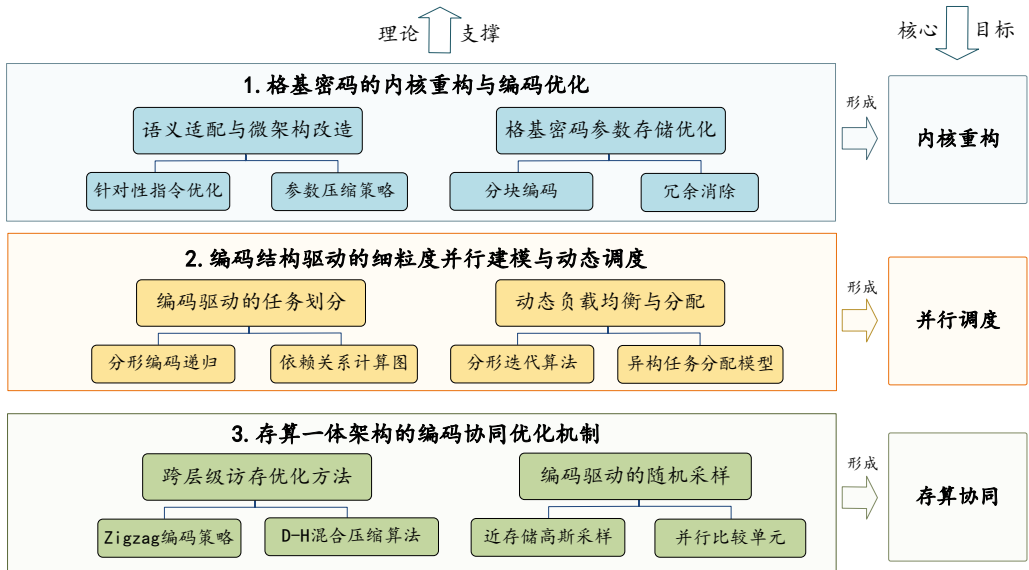 理论 支撑
核心 目标
1.格基密码的内核重构与编码优化
语义适配与微架构改造
格基密码参数存储优化
针对性指令优化
参数压缩策略
分块编码
冗余消除
形成
内核重构
2.编码结构驱动的细粒度并行建模与动态调度
编码驱动的任务划分
动态负载均衡与分配
分形编码递归
依赖关系计算图
分形迭代算法
异构任务分配模型
形成
并行调度
3.存算一体架构的编码协同优化机制
跨层级访存优化方法
编码驱动的随机采样
Zigzag编码策略
D-H混合压缩算法
近存储高斯采样
并行比较单元
形成
存算协同